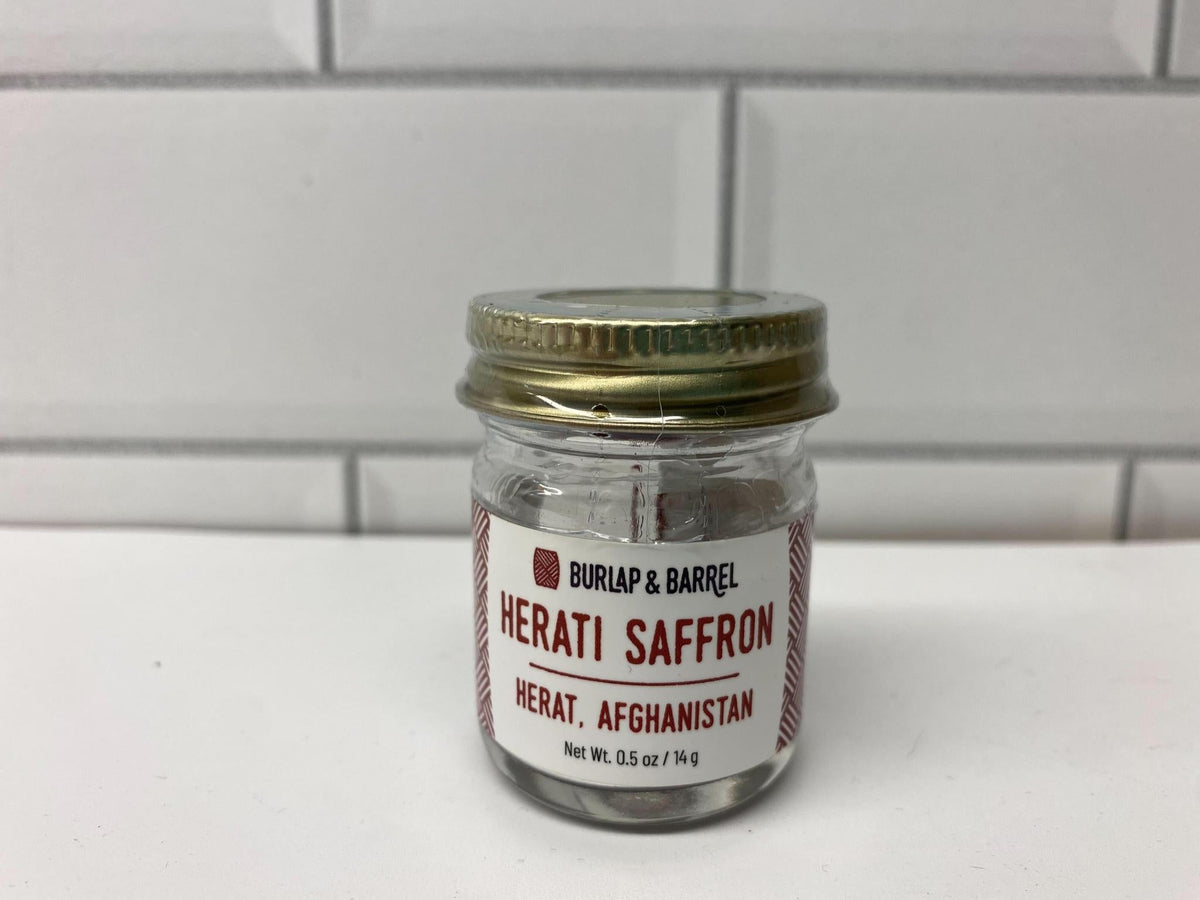 BURLAP & BARREL
HERATI SAFFRON
HERAT, AFGHANISTAN
Net Wt. 0.5 oz / 14 g